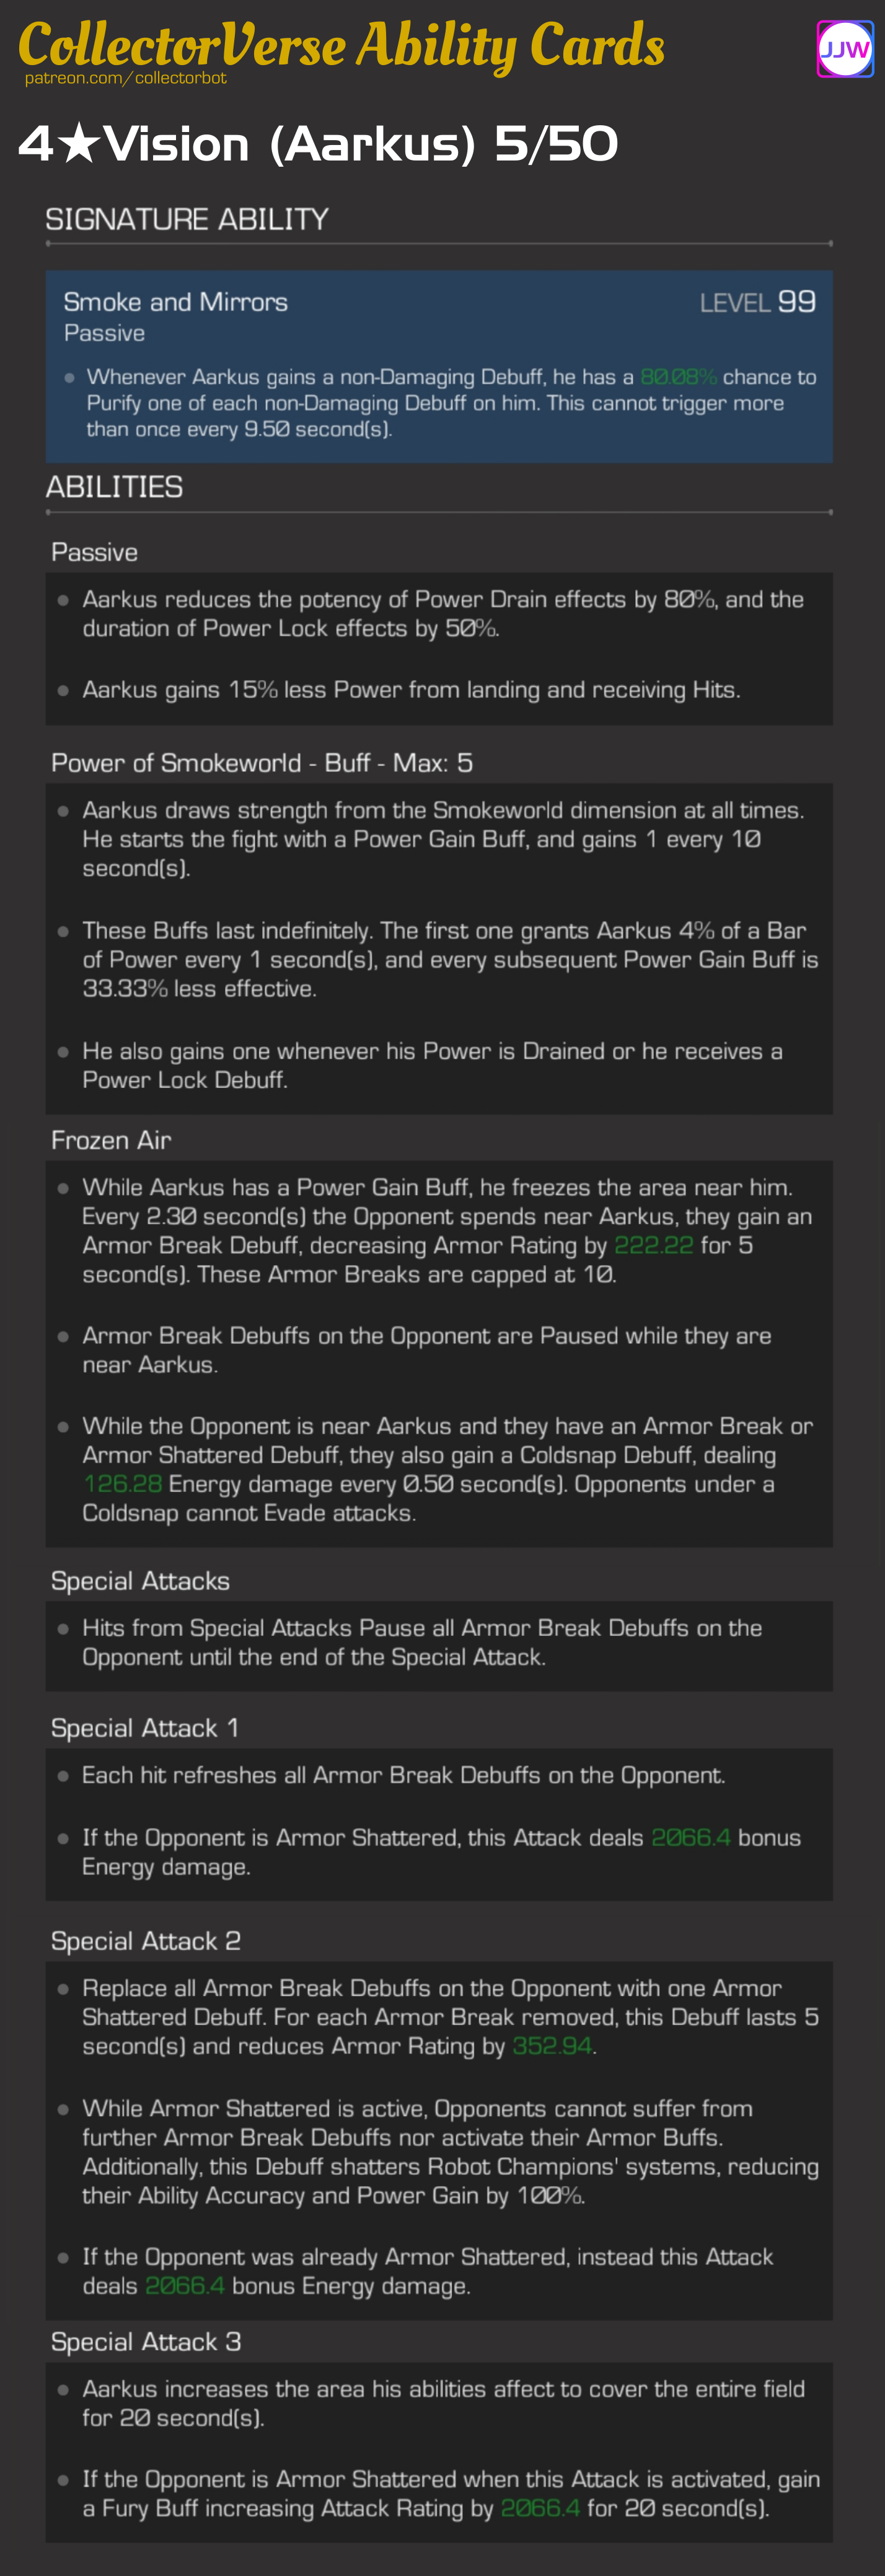 CollectorVerse Ability Cards
patreon.com/collectorbot
JJW
4★Vision (Aarkus) 5/50
SIGNATURE ABILITY
Smoke and Mirrors LEVEL 99
Passive
Whenever Aarkus gains a non-Damaging Debuff, he has a 80.08% chance to
Purify one of each non-Damaging Debuff on him. This cannot trigger more
than once every 9.50 second(s).
ABILITIES
Passive
Aarkus reduces the potency of Power Drain effects by 80%, and the
duration of Power Lock effects by 50%.
Aarkus gains 15% less Power from landing and receiving Hits.
Power of Smokeworld - Buff - Max: 5
Aarkus draws strength from the Smokeworld dimension at all times.
He starts the fight with a Power Gain Buff, and gains 1 every 10
second(s).
These Buffs last indefinitely. The first one grants Aarkus 4% of a Bar
of Power every 1 second(s), and every subsequent Power Gain Buff is
33.33% less effective.
He also gains one whenever his Power is Drained or he receives a
Power Lock Debuff.
Frozen Air
While Aarkus has a Power Gain Buff, he freezes the area near him.
Every 2.30 second(s) the Opponent spends near Aarkus, they gain an
Armor Break Debuff, decreasing Armor Rating by 222.22 for 5
second(s). These Armor Breaks are capped at 10.
Armor Break Debuffs on the Opponent are Paused while they are
near Aarkus.
While the Opponent is near Aarkus and they have an Armor Break or
Armor Shattered Debuff, they also gain a Coldsnap Debuff, dealing
126.28 Energy damage every 0.50 second(s). Opponents under a
Coldsnap cannot Evade attacks.
Special Attacks
Hits from Special Attacks Pause all Armor Break Debuffs on the
Opponent until the end of the Special Attack.
Special Attack 1
Each hit refreshes all Armor Break Debuffs on the Opponent.
If the Opponent is Armor Shattered, this Attack deals 2066.4 bonus
Energy damage.
Special Attack 2
Replace all Armor Break Debuffs on the Opponent with one Armor
Shattered Debuff. For each Armor Break removed, this Debuff lasts 5
second(s) and reduces Armor Rating by 352.94.
While Armor Shattered is active, Opponents cannot suffer from
further Armor Break Debuffs nor activate their Armor Buffs.
Additionally, this Debuff shatters Robot Champions' systems, reducing
their Ability Accuracy and Power Gain by 100%.
If the Opponent was already Armor Shattered, instead this Attack
deals 2066.4 bonus Energy damage.
Special Attack 3
Aarkus increases the area his abilities affect to cover the entire field
for 20 second(s).
If the Opponent is Armor Shattered when this Attack is activated, gain
a Fury Buff increasing Attack Rating by 2066.4 for 20 second(s).